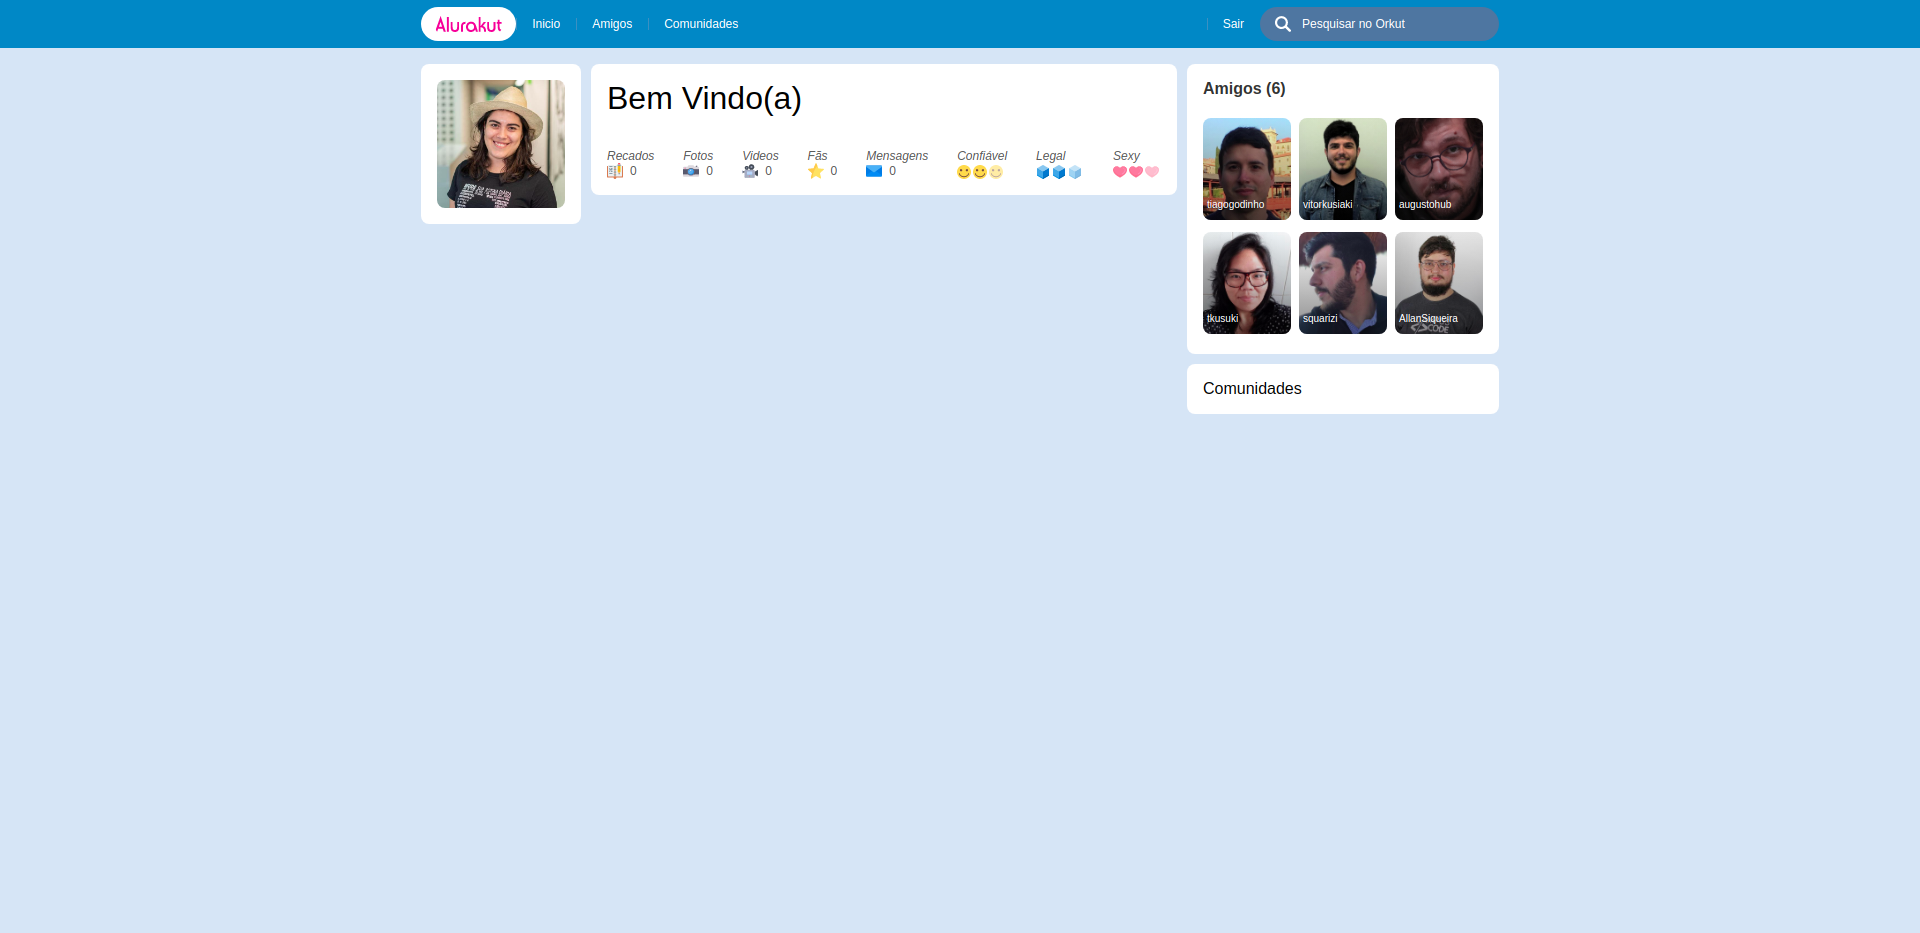 Alurakut
Inicio
Amigos
Comunidades
Sair
Pesquisar no Orkut
Bem Vindo(a)
Recados
0
Fotos
0
Videos
0
Fãs
0
Mensagens
0
Confiável
Legal
Sexy
Amigos (6)
tiagogodinho
vitorkusiaki
augustohub
tkusuki
squarizi
AllanSiqueira
CODE
Comunidades